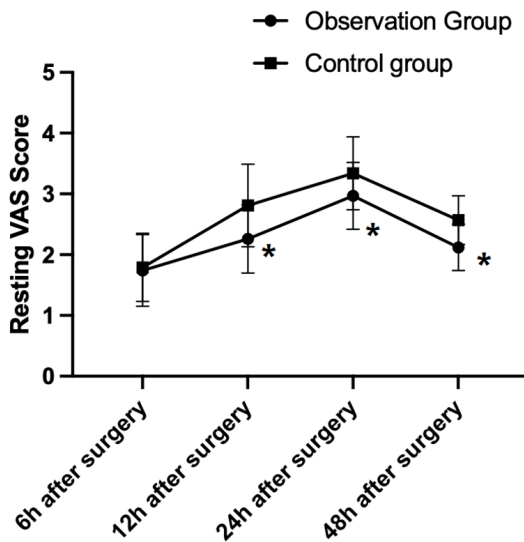 Observation Group
Control group
Resting VAS Score
5
4
3
2
1
0
*
*
*
6h after surgery
12h after surgery
24h after surgery
48h after surgery